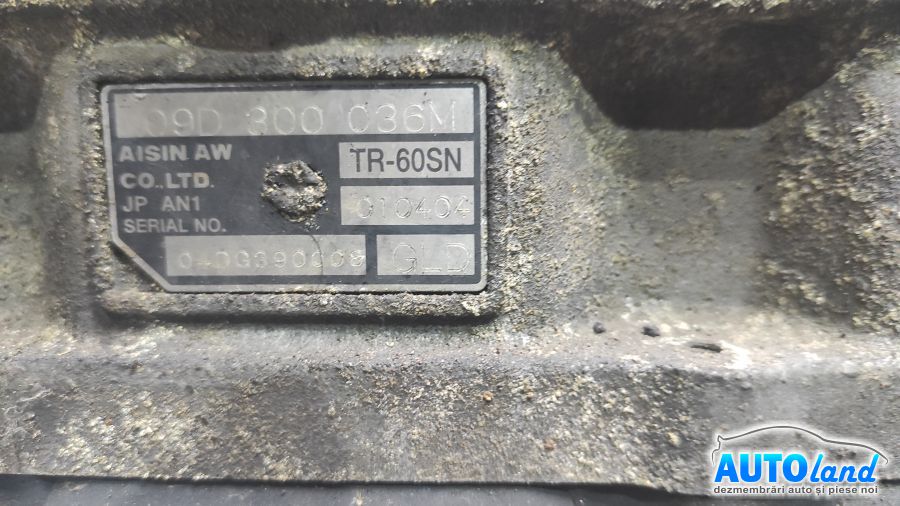 09D 300 036M
AISIN AW TR-60SN
CO.,LTD.
JP AN1 010404
SERIAL NO.
GLD
AUTOland
dezmembrări auto și piese noi